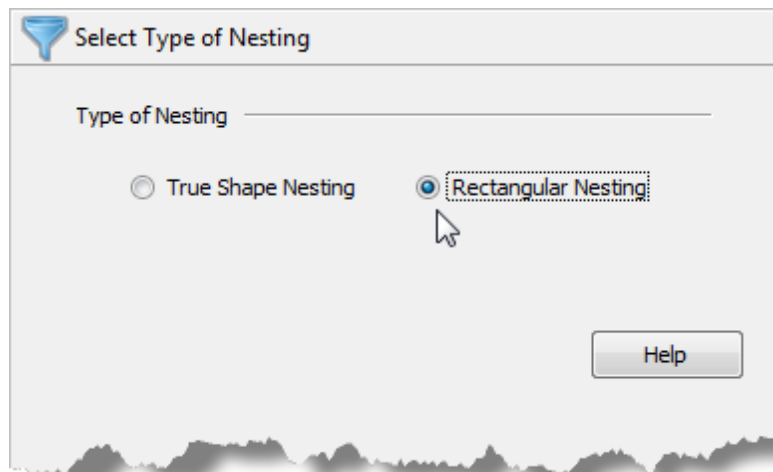 Select Type of Nesting
Type of Nesting
True Shape Nesting Rectangular Nesting
Help